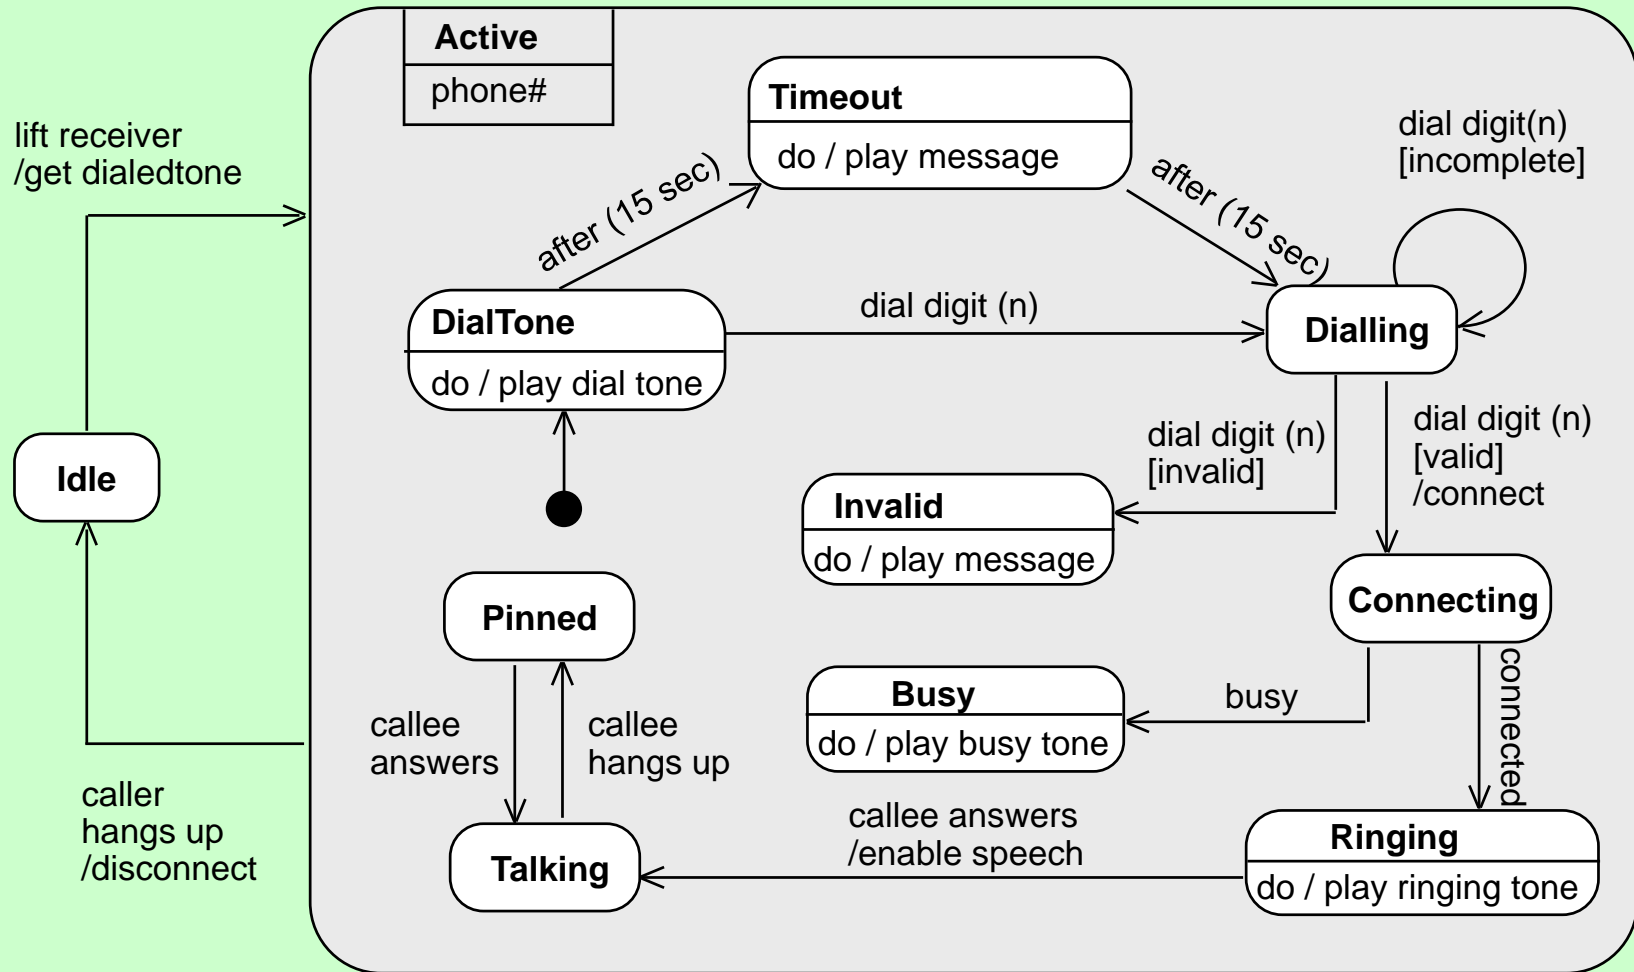 Active
phone#
Timeout
do / play message
lift receiver
/get dialedtone
dial digit(n)
[incomplete]
after (15 sec)
after (15 sec)
DialTone
do / play dial tone
dial digit (n)
Dialling
Idle
dial digit (n)
[invalid]
dial digit (n)
[valid]
/connect
Invalid
do / play message
Pinned
Connecting
Busy
do / play busy tone
busy
connected
callee
answers
callee
hangs up
caller
hangs up
/disconnect
callee answers
/enable speech
Talking
Ringing
do / play ringing tone